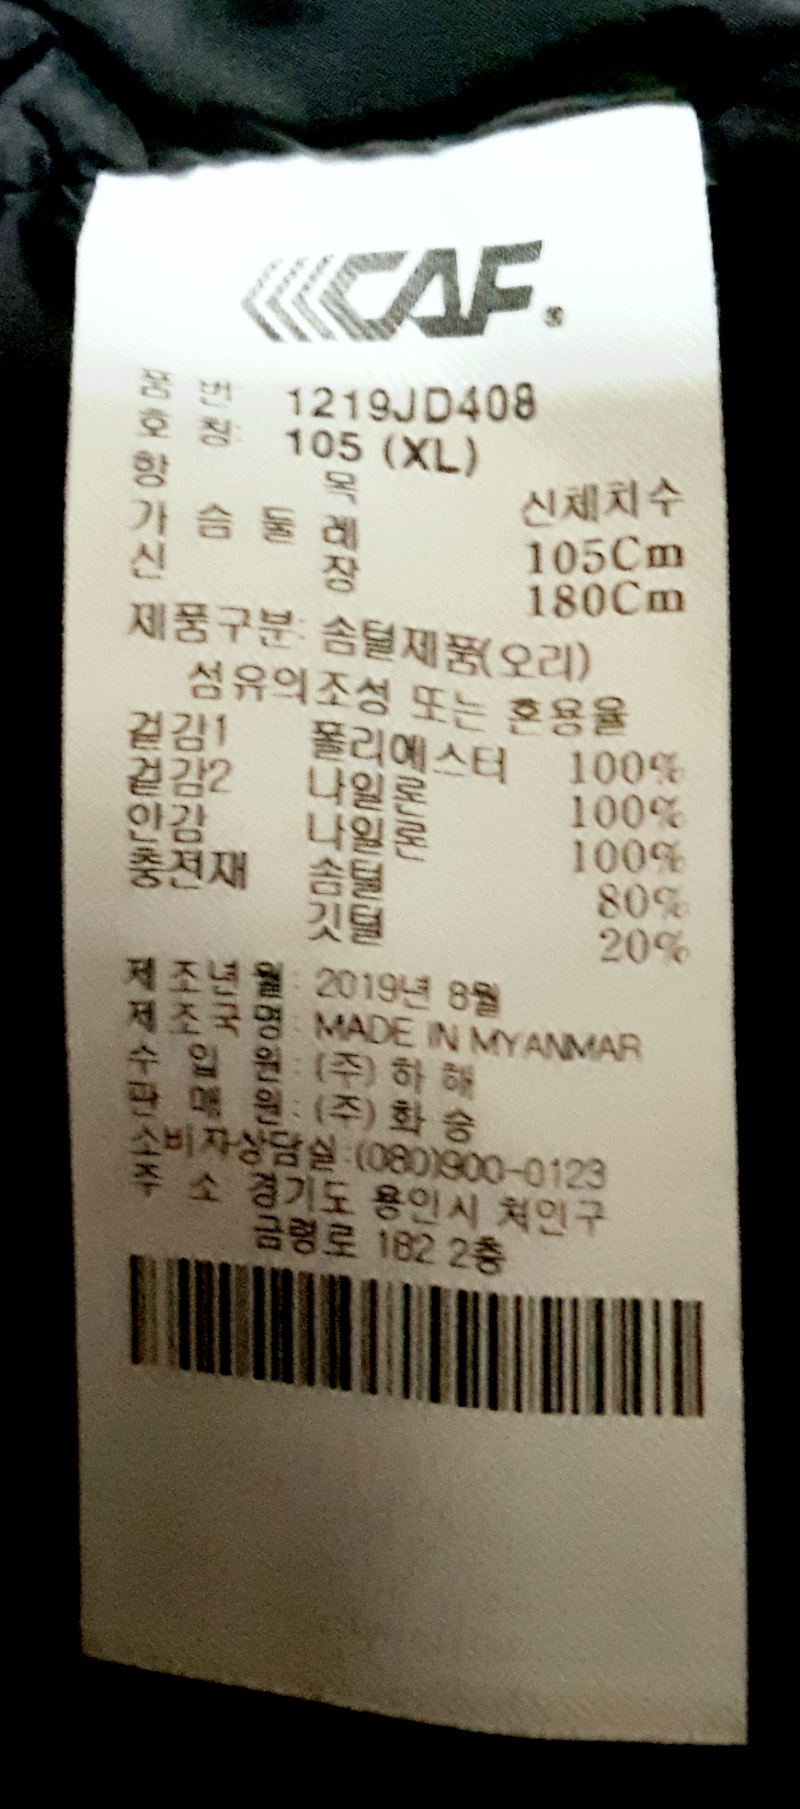 CAF®
품 번 1219JD408
호 칭: 105 (XL)
항 목 신체치수
가 슴 둘 레 105Cm
신 장 180Cm
제품구분: 솜털제품(오리)
섬유의조성 또는 혼용율
겉감1 폴리에스터 100%
겉감2 나일론 100%
안감 나일론 100%
충전재 솜털 80%
깃털 20%
제 조 년 월 : 2019년 8월
제 조 국 명 : MADE IN MYANMAR
수 입 원 : (주) 하 해
판 매 원 : (주) 화 승
소비자상담실:(080)900-0123
주 소 경기도 용인시 처인구
금령로 182 2층